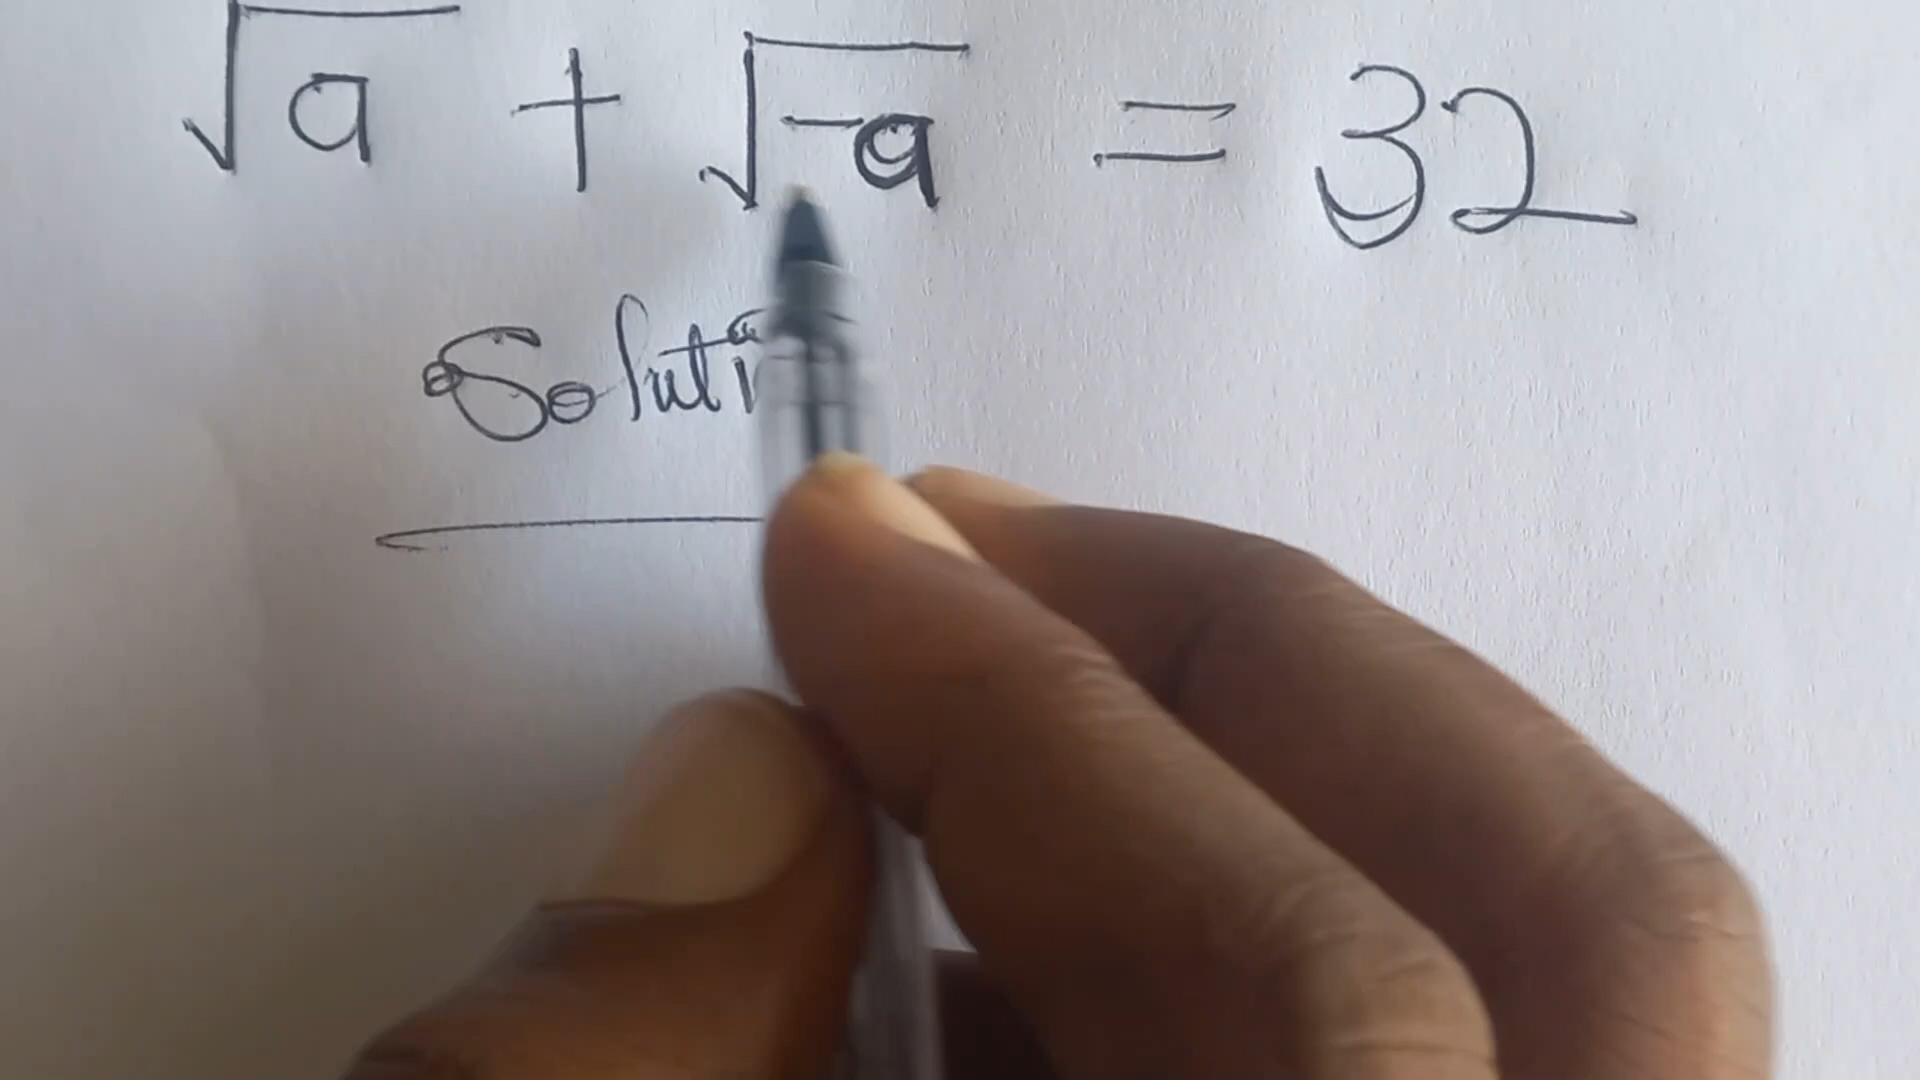 √a + √-a = 32